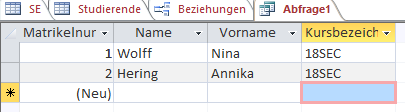 SE Studierende Beziehungen Abfrage1
Matrikelnur Name Vorname Kursbezeich
1 Wolff Nina 18SEC
2 Hering Annika 18SEC
* (Neu)